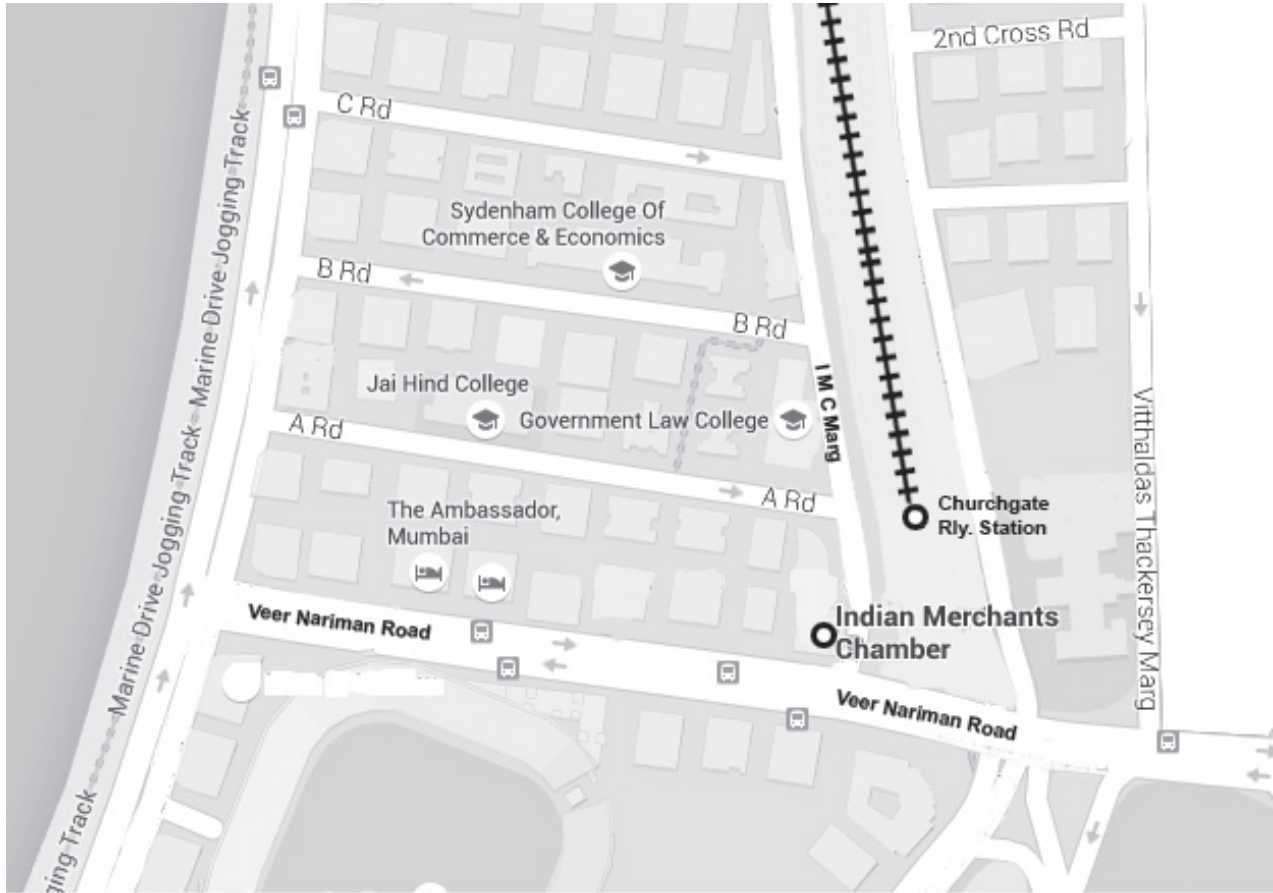 2nd Cross Rd
C Rd
Sydenham College Of
Commerce & Economics
B Rd
B Rd
I M C Marg
Jai Hind College
Government Law College
A Rd
A Rd
The Ambassador,
Mumbai
Churchgate
Rly. Station
Vitthaldas Thackersey Marg
Indian Merchants
Chamber
Veer Nariman Road
Veer Nariman Road
Marine Drive Jogging Track
Marine Drive Jogging Track
Marine Drive Jogging Track
ging Track